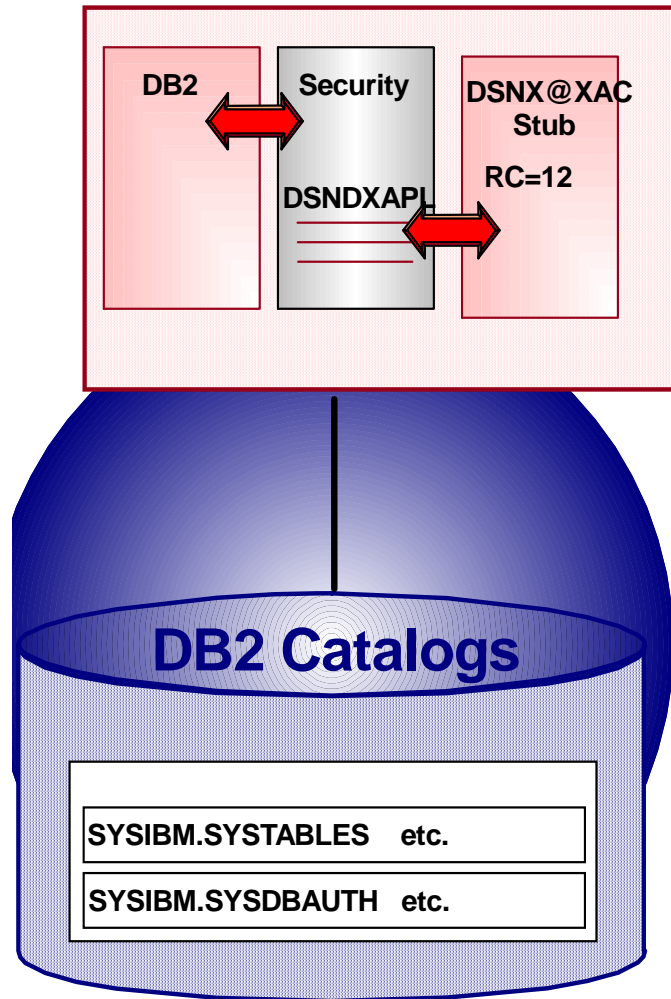 DB2
Security
DSNDXAPL
DSNX@XAC
Stub
RC=12
DB2 Catalogs
SYSIBM.SYSTABLES etc.
SYSIBM.SYSDBAUTH etc.